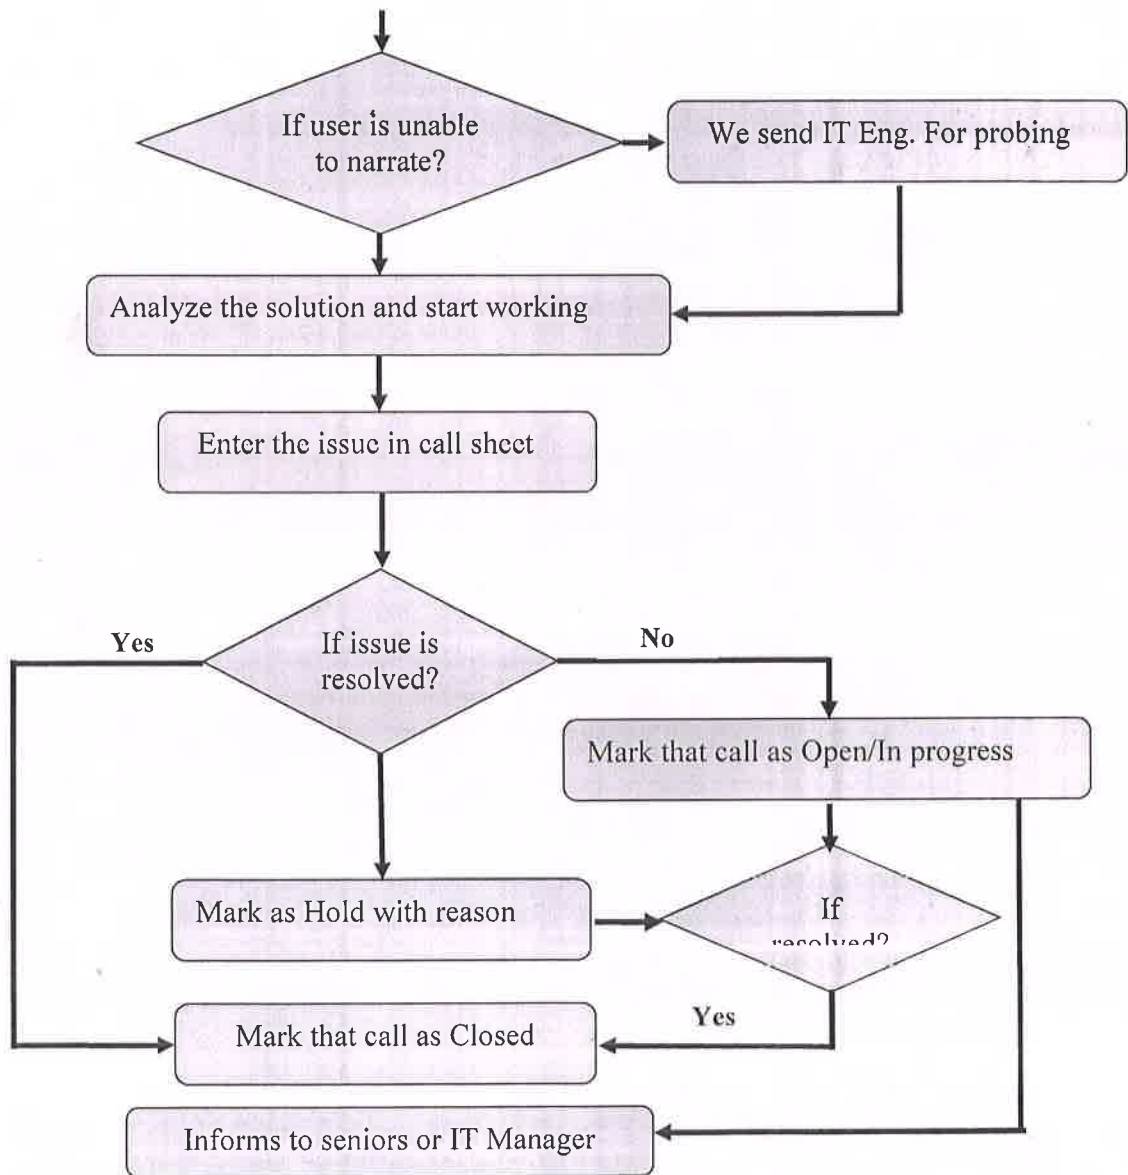 If user is unable
to narrate?
We send IT Eng. For probing
Analyze the solution and start working
Enter the issue in call sheet
Yes
If issue is
resolved?
No
Mark that call as Open/In progress
Mark as Hold with reason
If
resolved?
Yes
Mark that call as Closed
Informs to seniors or IT Manager